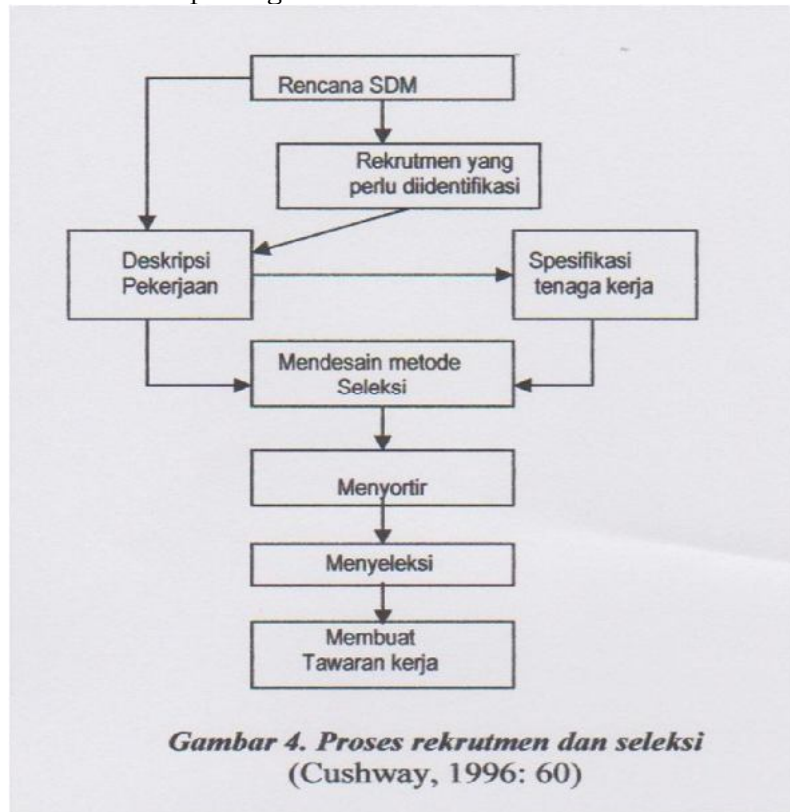 Rencana SDM
Rekrutmen yang
perlu diidentifikasi
Deskripsi
Pekerjaan
Spesifikasi
tenaga kerja
Mendesain metode
Seleksi
Menyortir
Menyeleksi
Membuat
Tawaran kerja
Gambar 4. Proses rekrutmen dan seleksi
(Cushway, 1996: 60)